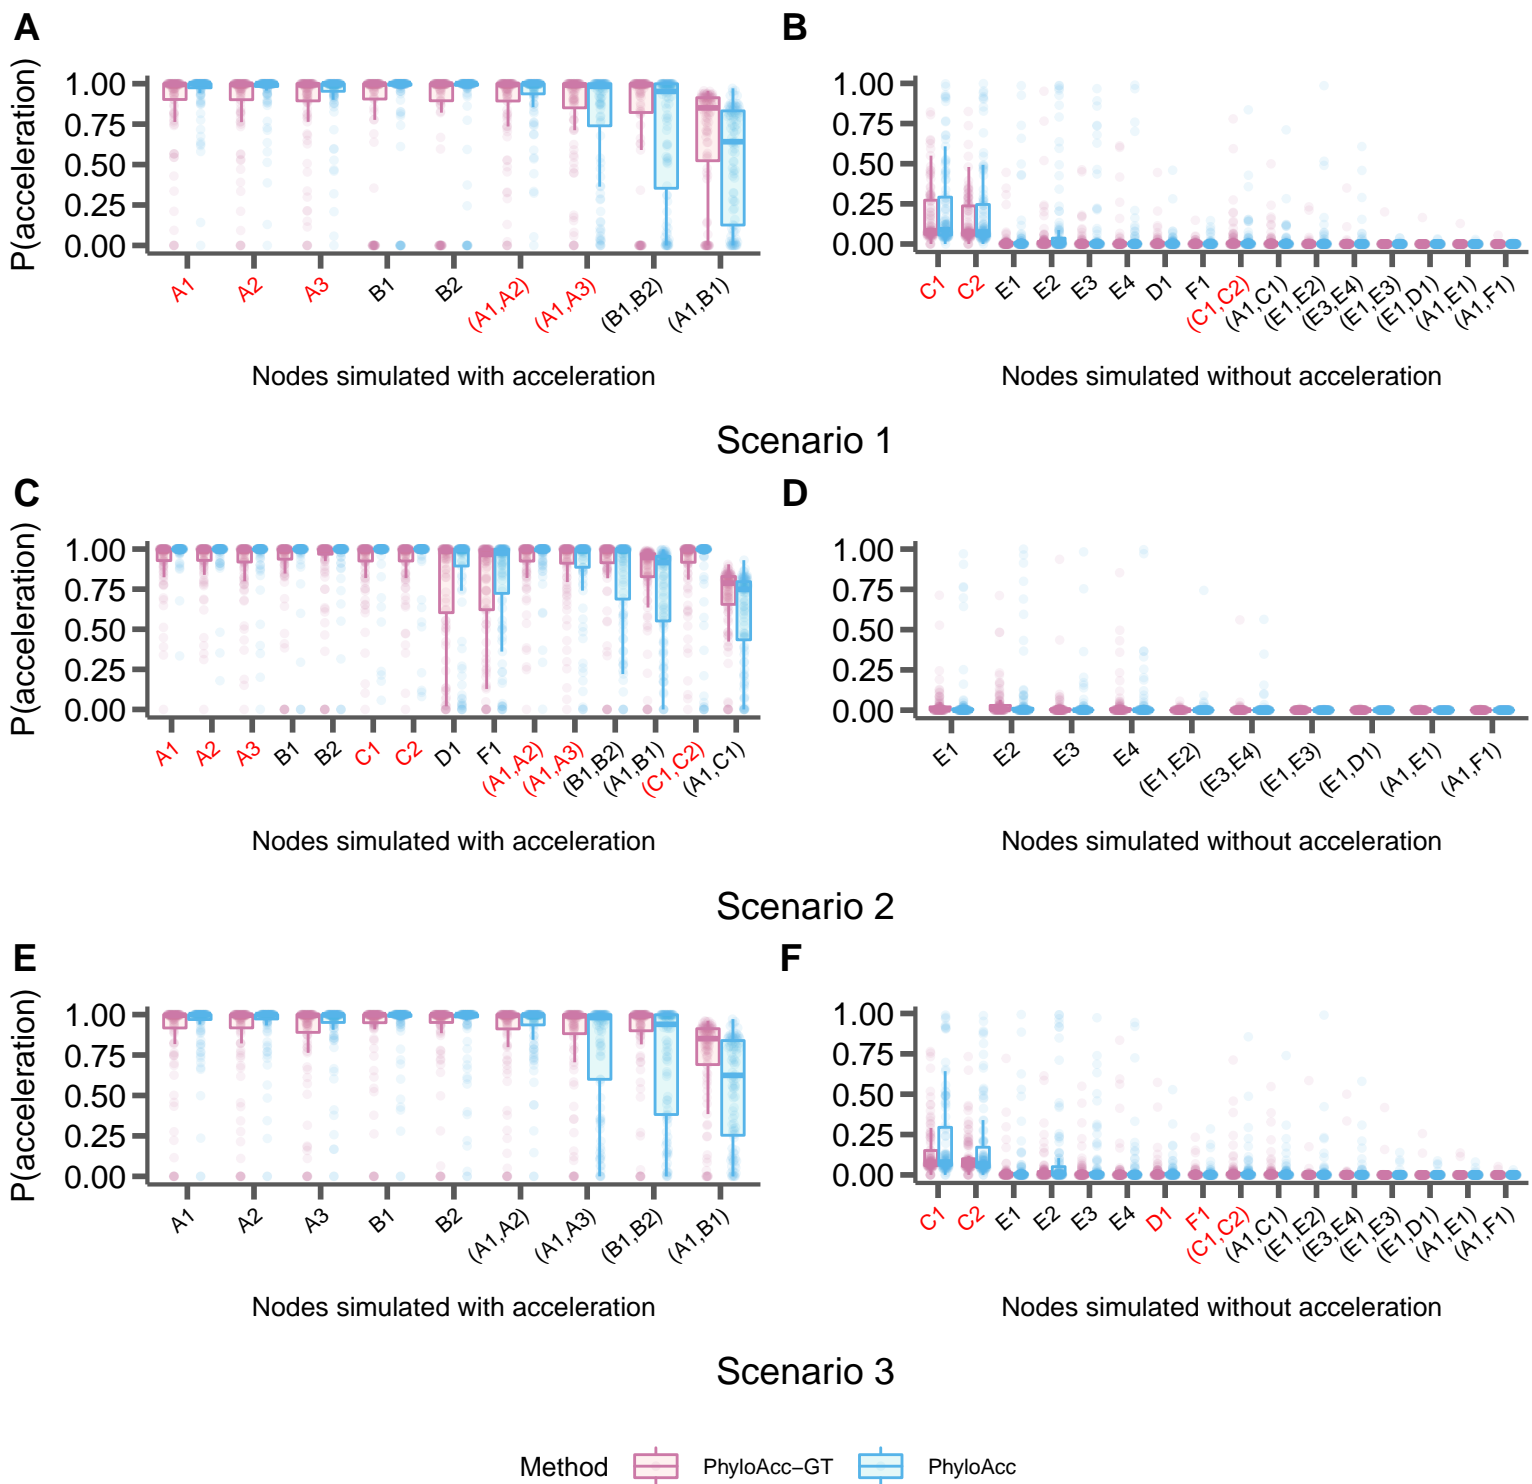 A
P(acceleration)
1.00
0.75
0.50
0.25
0.00
A1
A2
A3
B1
B2
(A1,A2)
(A1,A3)
(B1,B2)
(A1,B1)
Nodes simulated with acceleration
B
1.00
0.75
0.50
0.25
0.00
C1
C2
E1
E2
E3
E4
D1
F1
(C1,C2)
(A1,C1)
(E1,E2)
(E3,E4)
(E1,E3)
(E1,D1)
(A1,E1)
(A1,F1)
Nodes simulated without acceleration
Scenario 1
C
P(acceleration)
1.00
0.75
0.50
0.25
0.00
A1
A2
A3
B1
B2
C1
C2
D1
F1
(A1,A2)
(A1,A3)
(B1,B2)
(A1,B1)
(C1,C2)
(A1,C1)
Nodes simulated with acceleration
D
1.00
0.75
0.50
0.25
0.00
E1
E2
E3
E4
(E1,E2)
(E3,E4)
(E1,E3)
(E1,D1)
(A1,E1)
(A1,F1)
Nodes simulated without acceleration
Scenario 2
E
P(acceleration)
1.00
0.75
0.50
0.25
0.00
A1
A2
A3
B1
B2
(A1,A2)
(A1,A3)
(B1,B2)
(A1,B1)
Nodes simulated with acceleration
F
1.00
0.75
0.50
0.25
0.00
C1
C2
E1
E2
E3
E4
D1
F1
(C1,C2)
(A1,C1)
(E1,E2)
(E3,E4)
(E1,E3)
(E1,D1)
(A1,E1)
(A1,F1)
Nodes simulated without acceleration
Scenario 3
Method PhyloAcc−GT PhyloAcc